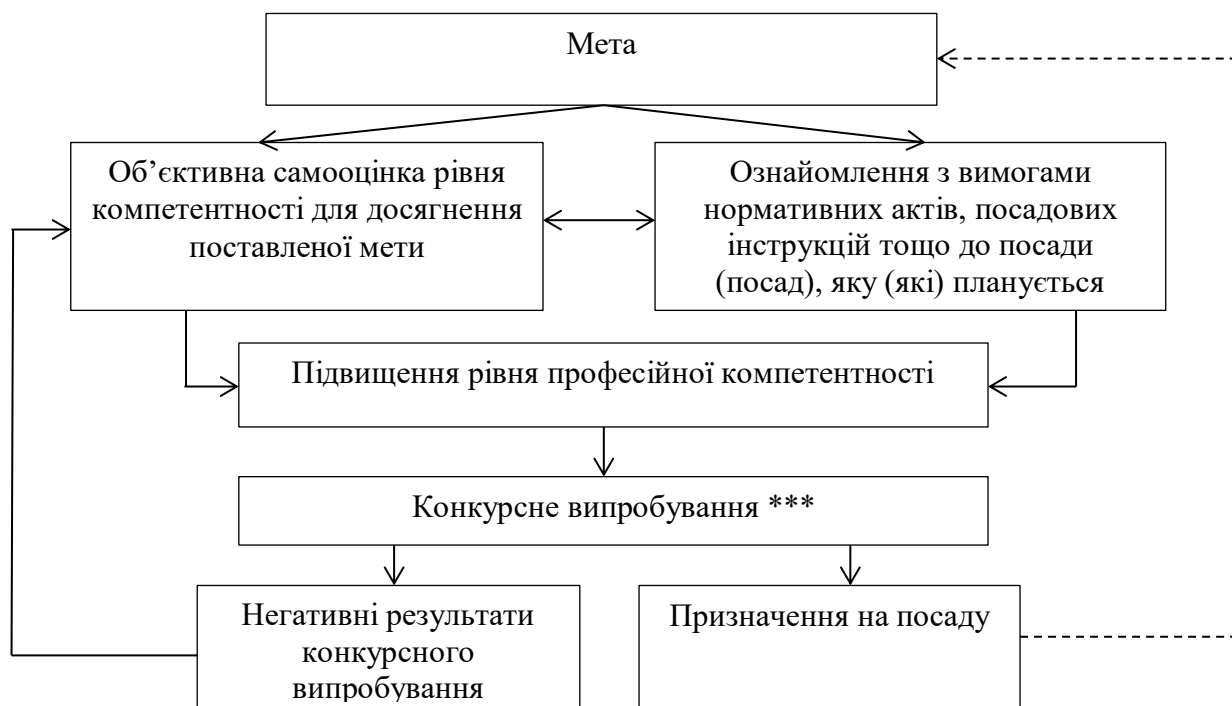 Мета
Об’єктивна самооцінка рівня
компетентності для досягнення
поставленої мети
Ознайомлення з вимогами
нормативних актів, посадових
інструкцій тощо до посади
(посад), яку (які) планується
Підвищення рівня професійної компетентності
Конкурсне випробування ***
Негативні результати
конкурсного
випробування
Призначення на посаду